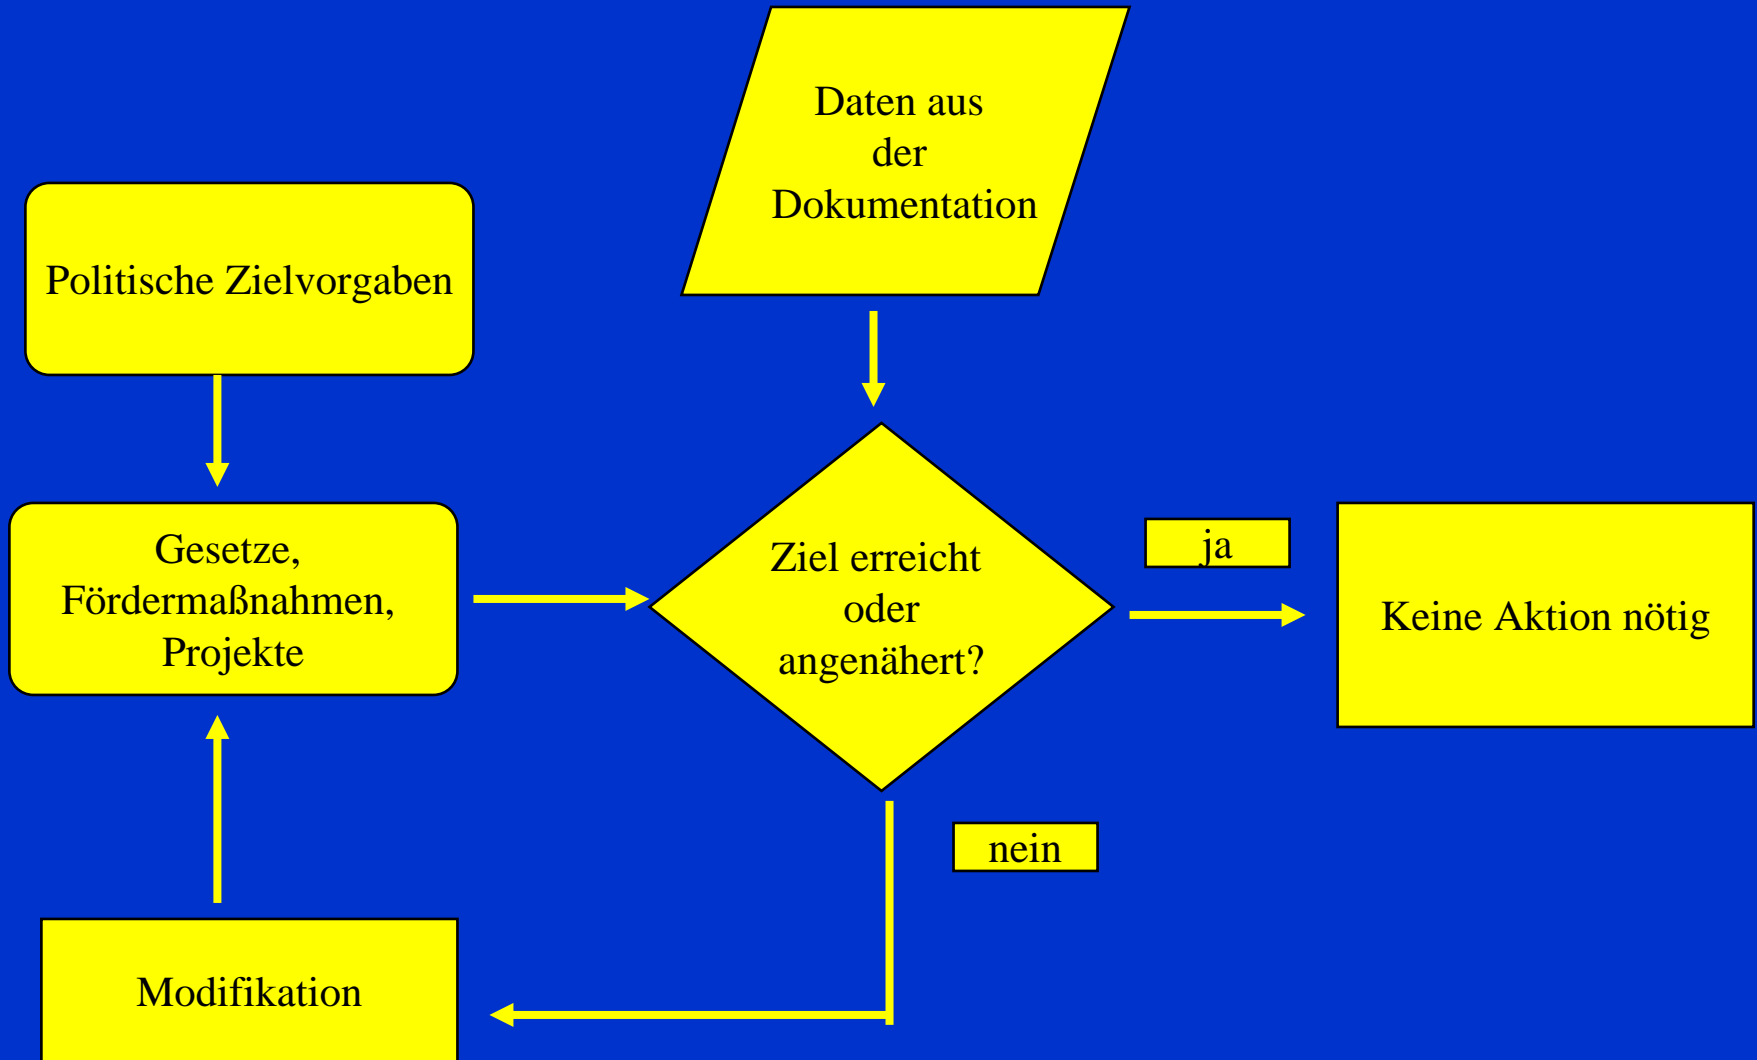 Daten aus
der
Dokumentation
Politische Zielvorgaben
Gesetze,
Fördermaßnahmen,
Projekte
Ziel erreicht
oder
angenähert?
ja
Keine Aktion nötig
nein
Modifikation